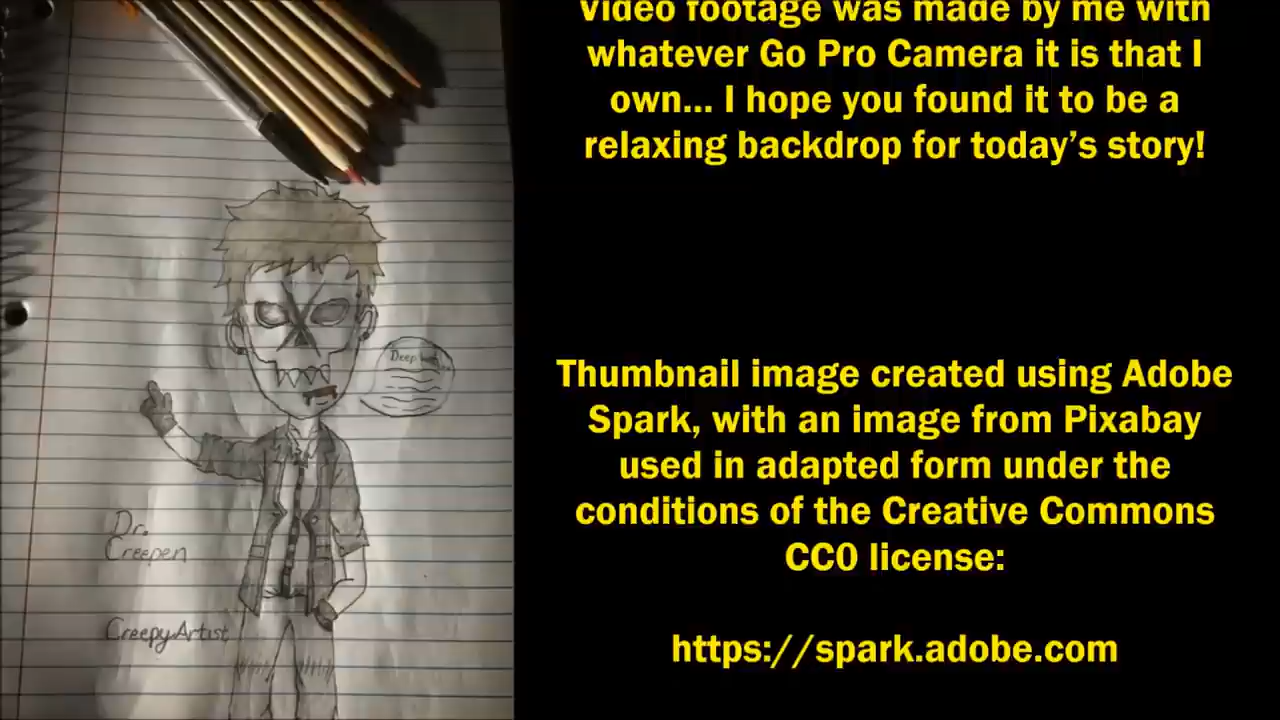 Video footage was made by me with
whatever Go Pro Camera it is that I
own... I hope you found it to be a
relaxing backdrop for today's story!
Thumbnail image created using Adobe
Spark, with an image from Pixabay
used in adapted form under the
conditions of the Creative Commons
CC0 license:
https://spark.adobe.com
Deep
Dr.
Creepen
CreepyArtist